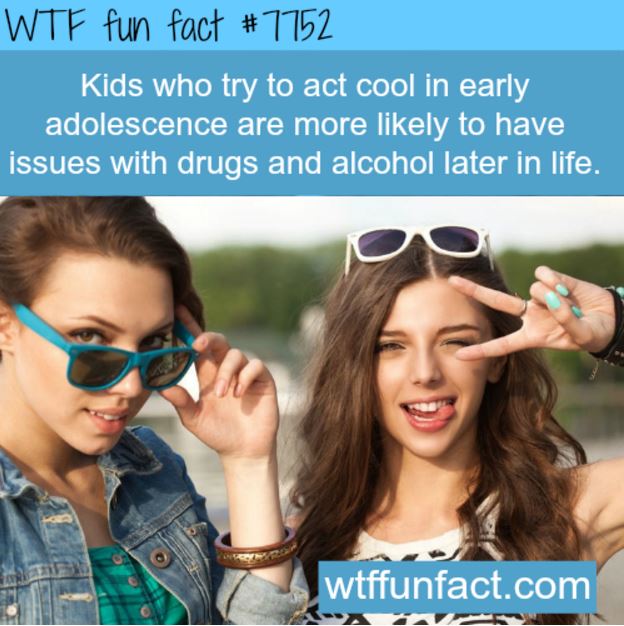 WTF fun fact #7752
Kids who try to act cool in early
adolescence are more likely to have
issues with drugs and alcohol later in life.
wtffunfact.com